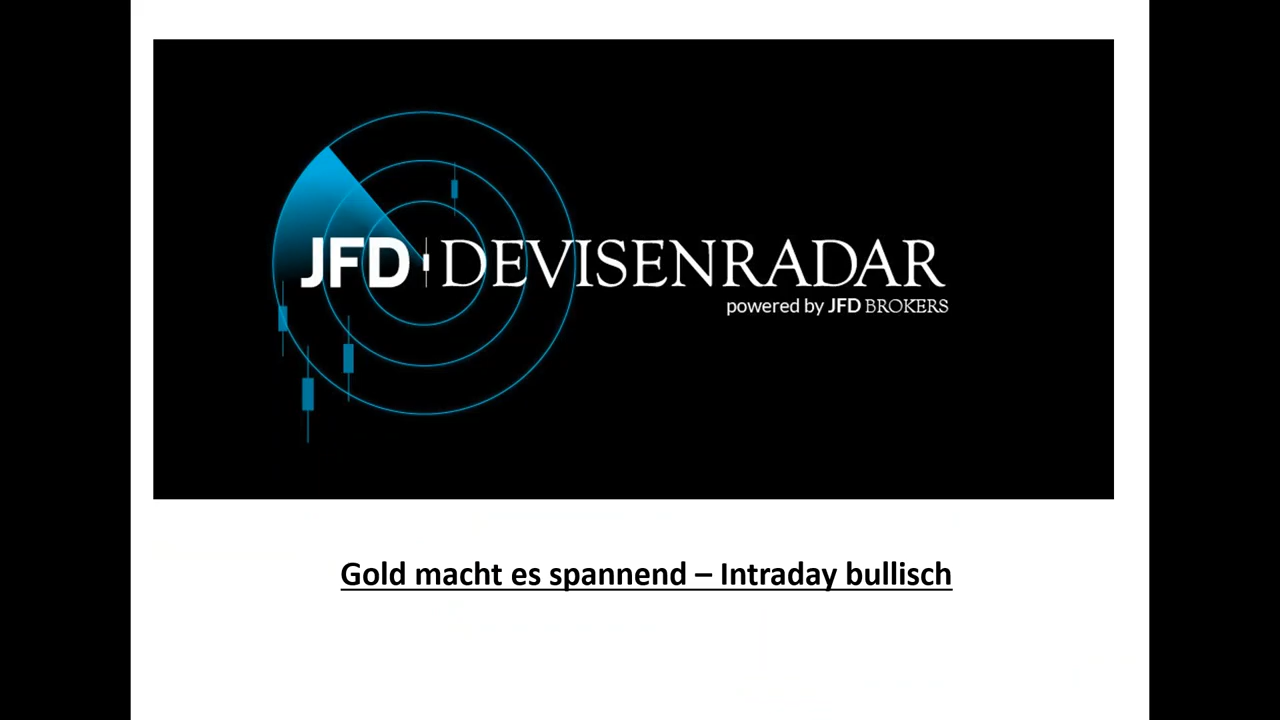 JFD DEVISENRADAR
powered by JFD BROKERS
Gold macht es spannend – Intraday bullisch